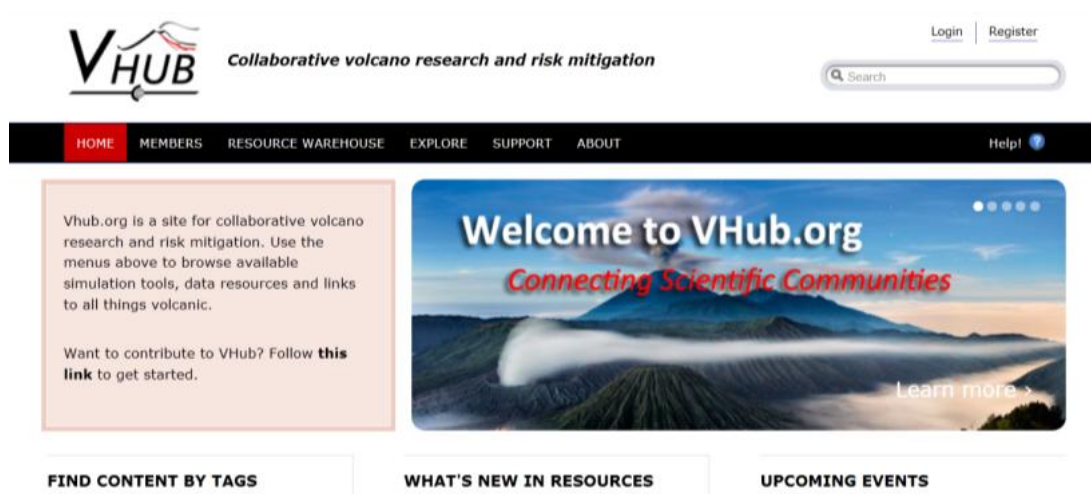 VHUB
Collaborative volcano research and risk mitigation
Login
Register
Search
HOME
MEMBERS
RESOURCE WAREHOUSE
EXPLORE
SUPPORT
ABOUT
Help! ?
Vhub.org is a site for collaborative volcano
research and risk mitigation. Use the
menus above to browse available
simulation tools, data resources and links
to all things volcanic.
Want to contribute to VHub? Follow this
link to get started.
Welcome to VHub.org
Connecting Scientific Communities
Learn more ›
FIND CONTENT BY TAGS
WHAT'S NEW IN RESOURCES
UPCOMING EVENTS